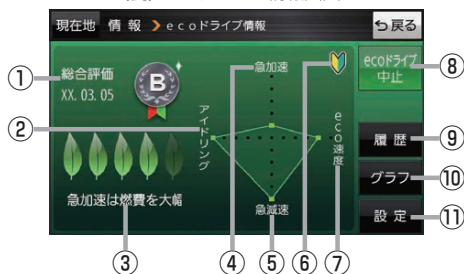 現在地 情報 ❯ ecoドライブ情報
戻る
① 総合評価
XX. 03. 05
B
② アイドリング
急加速は燃費を大幅
③
④ 急加速
急減速
⑤
⑥
eco速度
⑦
ecoドライブ
中止 ⑧
履歴 ⑨
グラフ ⑩
設定 ⑪